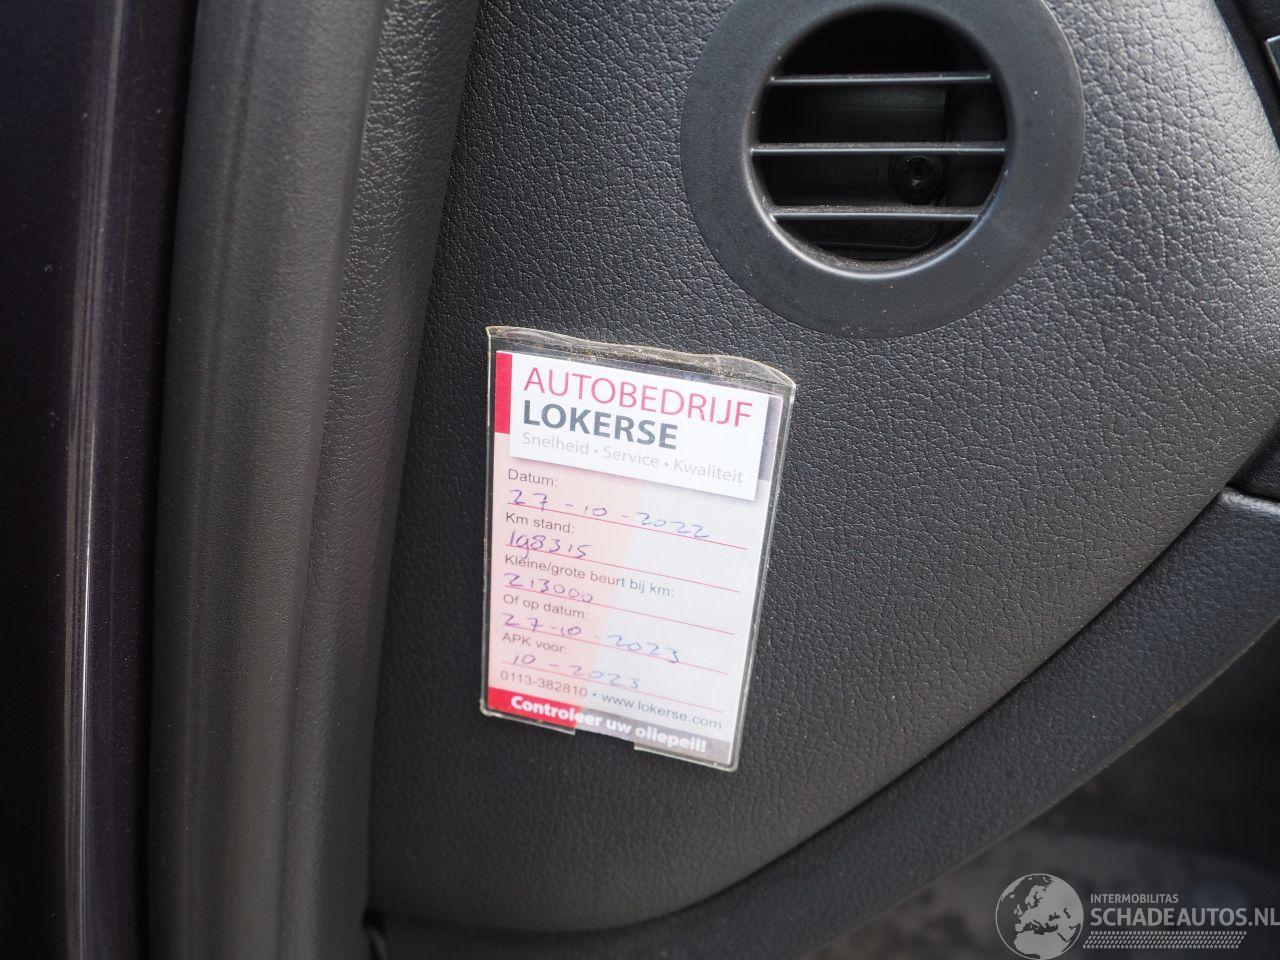 AUTOBEDRIJF
LOKERSE
Snelheid • Service • Kwaliteit
Datum:
27-10-2022
Km stand:
198315
Kleine/grote beurt bij km:
213000
Of op datum:
27-10-2023
APK voor:
10-2023
0113-382810 • www.lokerse.com
Controleer uw oliepeil!
INTERMOBILITAS
SCHADEAUTOS.NL